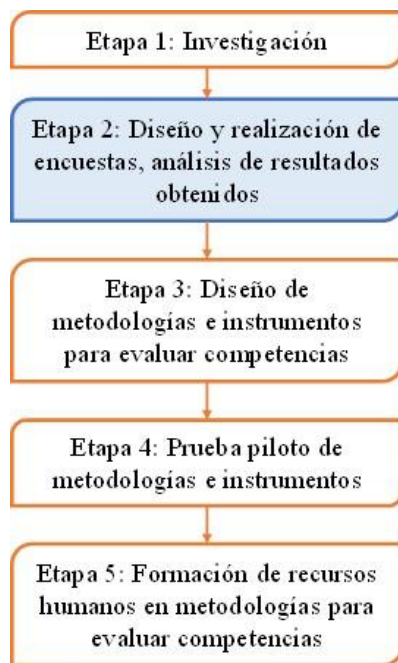 Etapa 1: Investigación
Etapa 2: Diseño y realización de
encuestas, análisis de resultados
obtenidos
Etapa 3: Diseño de
metodologías e instrumentos
para evaluar competencias
Etapa 4: Prueba piloto de
metodologías e instrumentos
Etapa 5: Formación de recursos
humanos en metodologías para
evaluar competencias